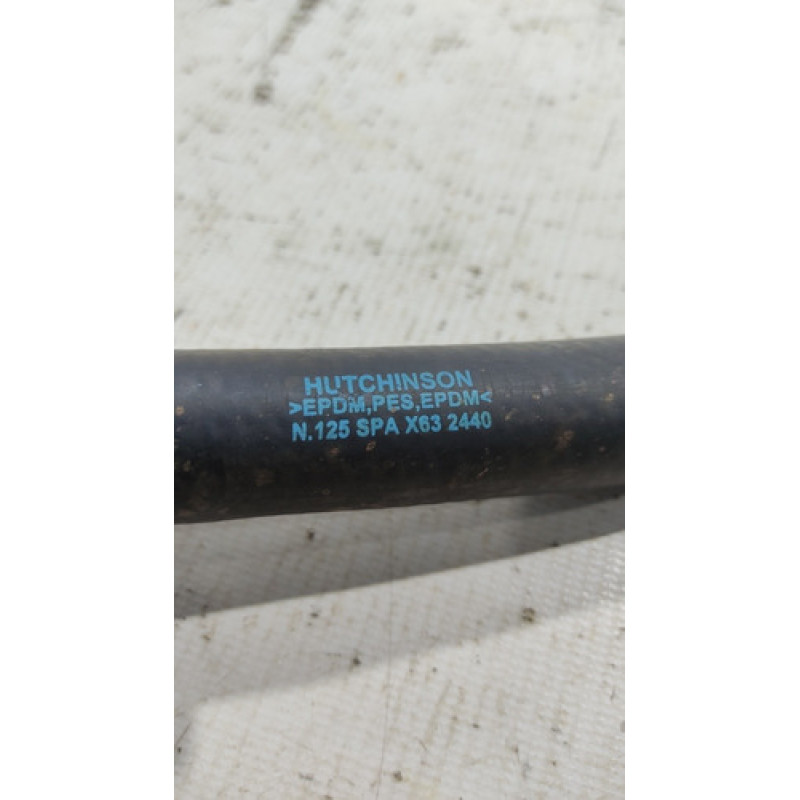 HUTCHINSON
>EPDM,PES,EPDM<
N.125 SPA X63 2440